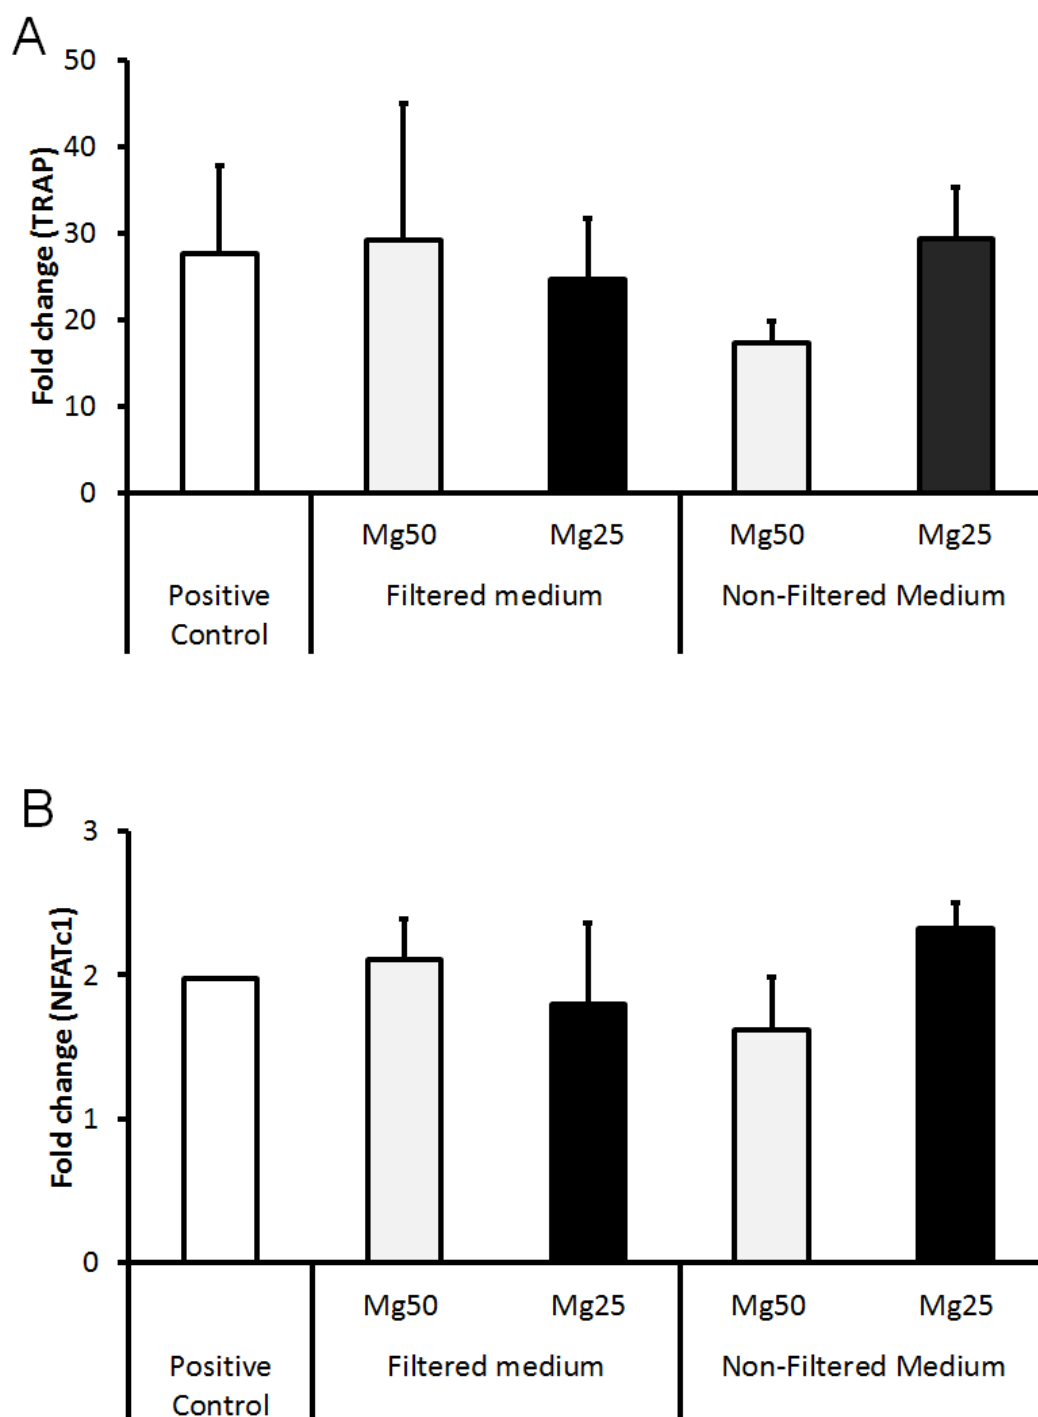 A
50
40
30
20
10
0
Fold change (TRAP)
Mg50 Mg25 Mg50 Mg25
Positive Control
Filtered medium
Non-Filtered Medium
B
3
2
1
0
Fold change (NFATc1)
Mg50 Mg25 Mg50 Mg25
Positive Control
Filtered medium
Non-Filtered Medium